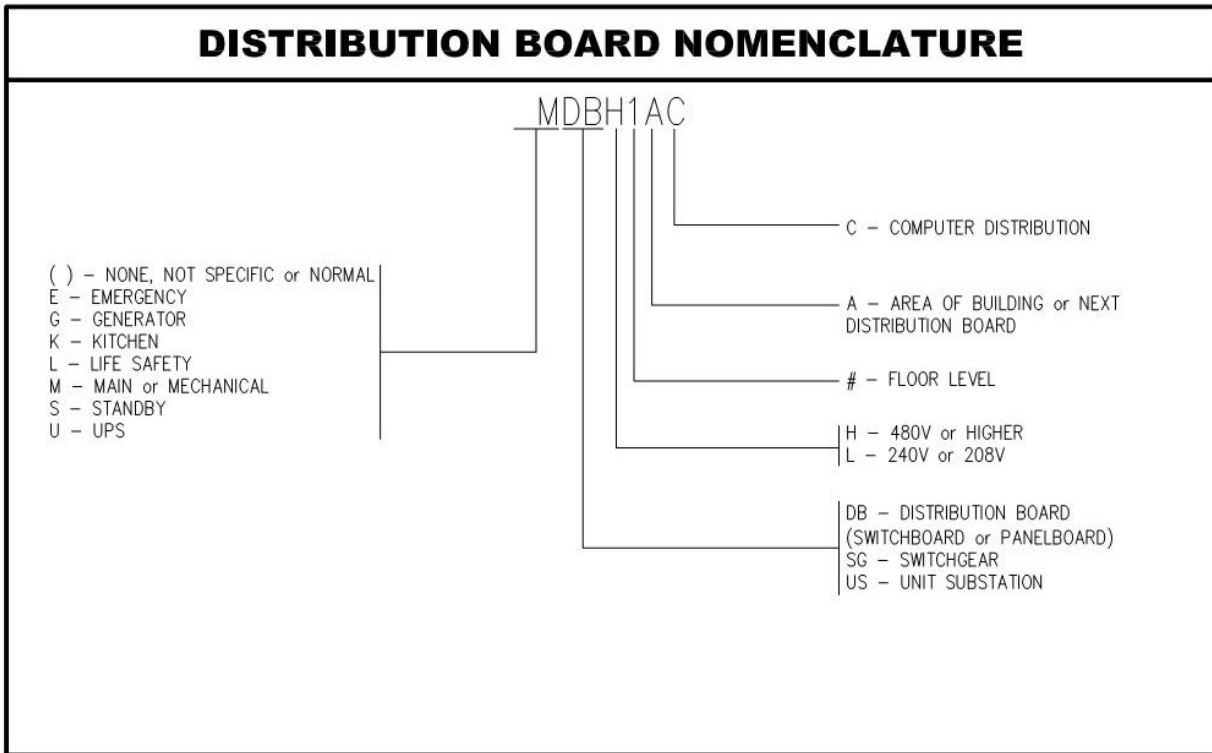 DISTRIBUTION BOARD NOMENCLATURE
MDBH1AC
C – COMPUTER DISTRIBUTION
( ) – NONE, NOT SPECIFIC or NORMAL
E – EMERGENCY
G – GENERATOR
K – KITCHEN
L – LIFE SAFETY
M – MAIN or MECHANICAL
S – STANDBY
U – UPS
A – AREA OF BUILDING or NEXT
DISTRIBUTION BOARD
# – FLOOR LEVEL
H – 480V or HIGHER
L – 240V or 208V
DB – DISTRIBUTION BOARD
(SWITCHBOARD or PANELBOARD)
SG – SWITCHGEAR
US – UNIT SUBSTATION